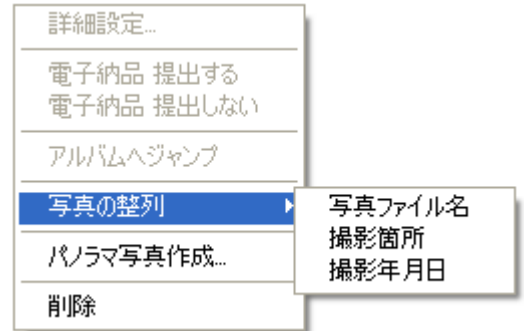 詳細設定...
電子納品 提出する
電子納品 提出しない
アルバムへジャンプ
写真の整列
パノラマ写真作成...
削除
写真ファイル名
撮影箇所
撮影年月日